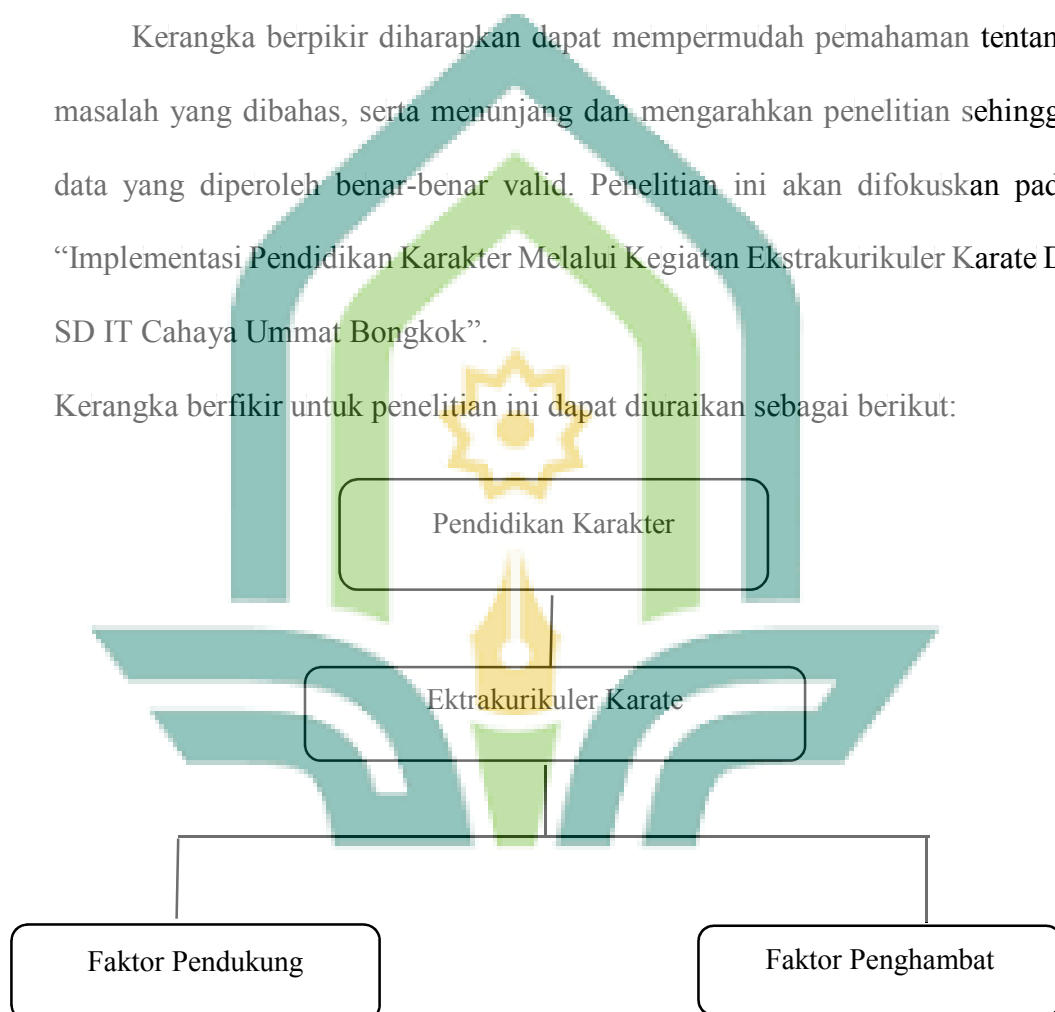 Kerangka berpikir diharapkan dapat mempermudah pemahaman tentan
masalah yang dibahas, serta menunjang dan mengarahkan penelitian sehingg
data yang diperoleh benar-benar valid. Penelitian ini akan difokuskan pad
“Implementasi Pendidikan Karakter Melalui Kegiatan Ekstrakurikuler Karate D
SD IT Cahaya Ummat Bongkok”.
Kerangka berfikir untuk penelitian ini dapat diuraikan sebagai berikut:
Pendidikan Karakter
Ektrakurikuler Karate
Faktor Pendukung
Faktor Penghambat